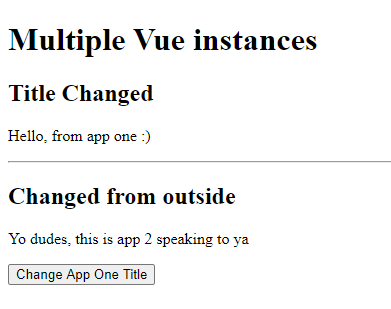 Multiple Vue instances
Title Changed
Hello, from app one :)
Changed from outside
Yo dudes, this is app 2 speaking to ya
Change App One Title